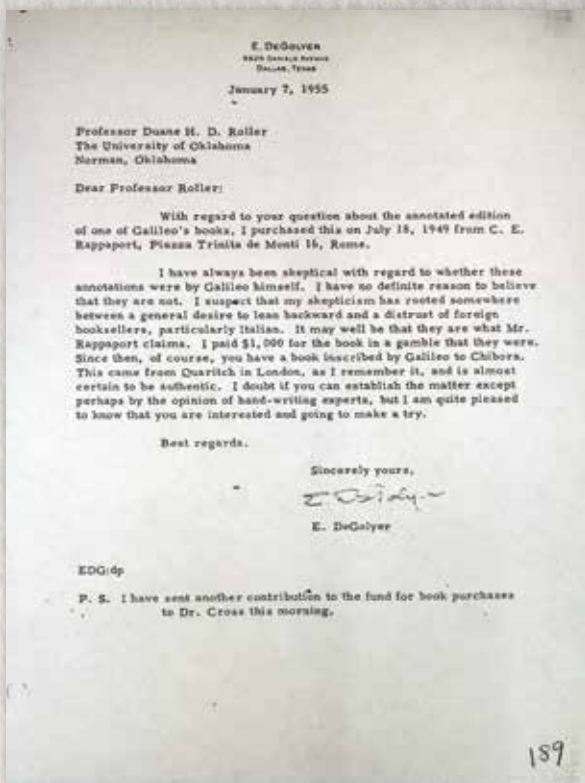 E. DeGOLYER
5625 DANIELS AVENUE
DALLAS, TEXAS
January 7, 1955
Professor Duane H. D. Roller
The University of Oklahoma
Norman, Oklahoma
Dear Professor Roller:
With regard to your question about the annotated edition
of one of Galileo's books, I purchased this on July 18, 1949 from C. E.
Rappaport, Piazza Trinita de Monti 16, Rome.
I have always been skeptical with regard to whether these
annotations were by Galileo himself. I have no definite reason to believe
that they are not. I suspect that my skepticism has rooted somewhere
between a general desire to lean backward and a distrust of foreign
booksellers, particularly Italian. It may well be that they are what Mr.
Rappaport claims. I paid $1,000 for the book in a gamble that they were.
Since then, of course, you have a book inscribed by Galileo to Chibora.
This came from Quaritch in London, as I remember it, and is almost
certain to be authentic. I doubt if you can establish the matter except
perhaps by the opinion of hand-writing experts, but I am quite pleased
to know that you are interested and going to make a try.
Best regards.
Sincerely yours,
E DeGolyer
E. DeGolyer
EDG:dp
P. S. I have sent another contribution to the fund for book purchases
to Dr. Cross this morning.
189